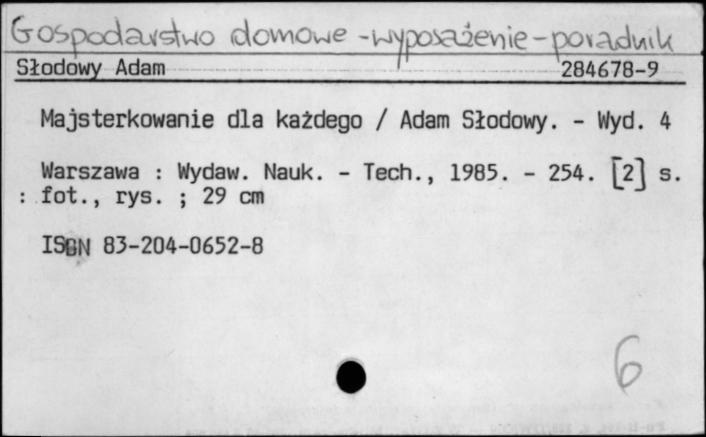 Gospodarstwo domowe - wyposażenie - poradnik
Słodowy Adam 284678-9
Majsterkowanie dla każdego / Adam Słodowy. - Wyd. 4
Warszawa : Wydaw. Nauk. - Tech., 1985. - 254. [2] s.
: fot., rys. ; 29 cm
ISBN 83-204-0652-8
6